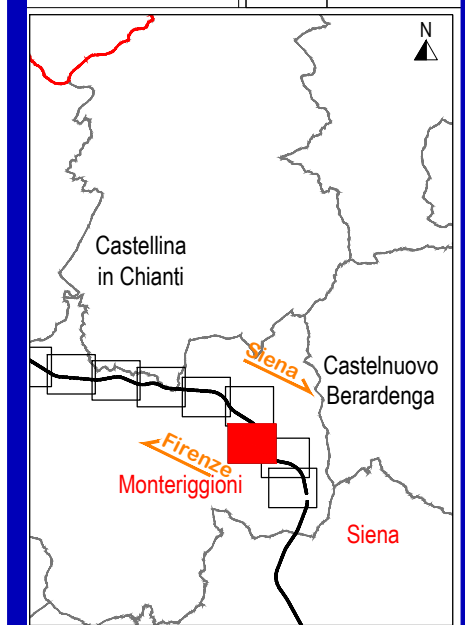 N
Castellina
in Chianti
Siena
Castelnuovo
Berardenga
Firenze
Monteriggioni
Siena